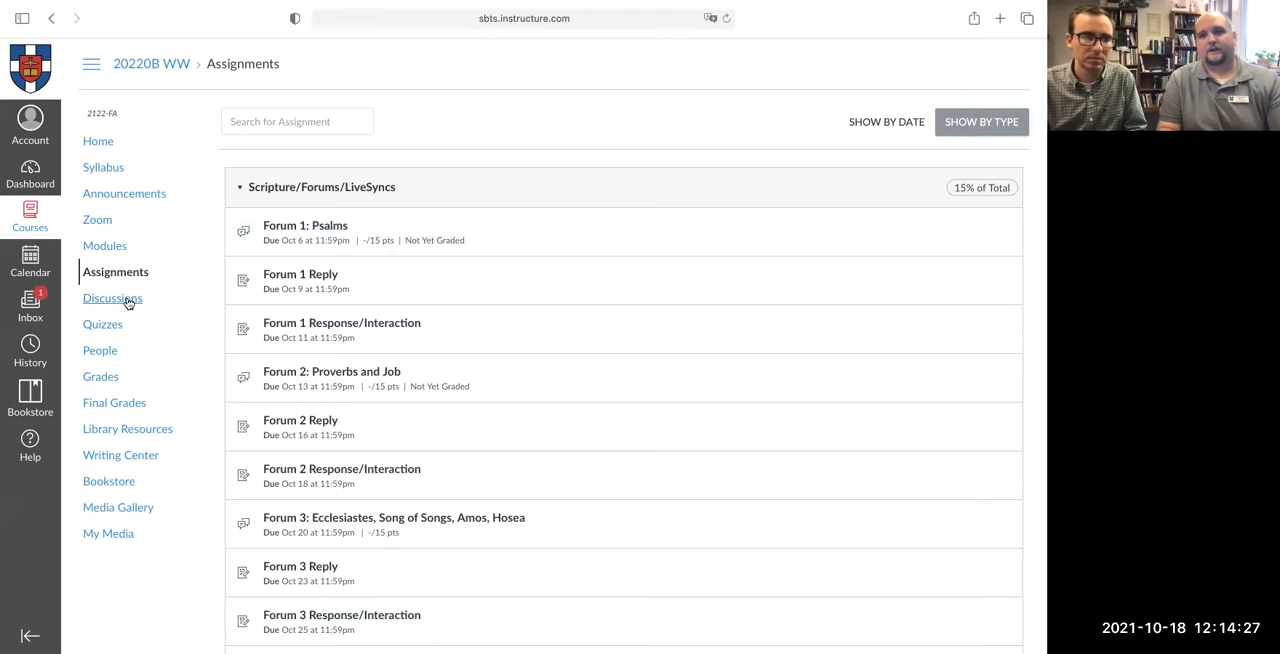 sbts.instructure.com
20220B WW › Assignments
2122-FA
Account
Dashboard
Courses
Calendar
1
Inbox
History
Bookstore
Help
Home
Syllabus
Announcements
Zoom
Modules
Assignments
Discussions
Quizzes
People
Grades
Final Grades
Library Resources
Writing Center
Bookstore
Media Gallery
My Media
Search for Assignment
SHOW BY DATE
SHOW BY TYPE
Scripture/Forums/LiveSyncs
15% of Total
Forum 1: Psalms
Due Oct 6 at 11:59pm | -/15 pts | Not Yet Graded
Forum 1 Reply
Due Oct 9 at 11:59pm
Forum 1 Response/Interaction
Due Oct 11 at 11:59pm
Forum 2: Proverbs and Job
Due Oct 13 at 11:59pm | -/15 pts | Not Yet Graded
Forum 2 Reply
Due Oct 16 at 11:59pm
Forum 2 Response/Interaction
Due Oct 18 at 11:59pm
Forum 3: Ecclesiastes, Song of Songs, Amos, Hosea
Due Oct 20 at 11:59pm | -/15 pts
Forum 3 Reply
Due Oct 23 at 11:59pm
Forum 3 Response/Interaction
Due Oct 25 at 11:59pm
2021-10-18 12:14:27